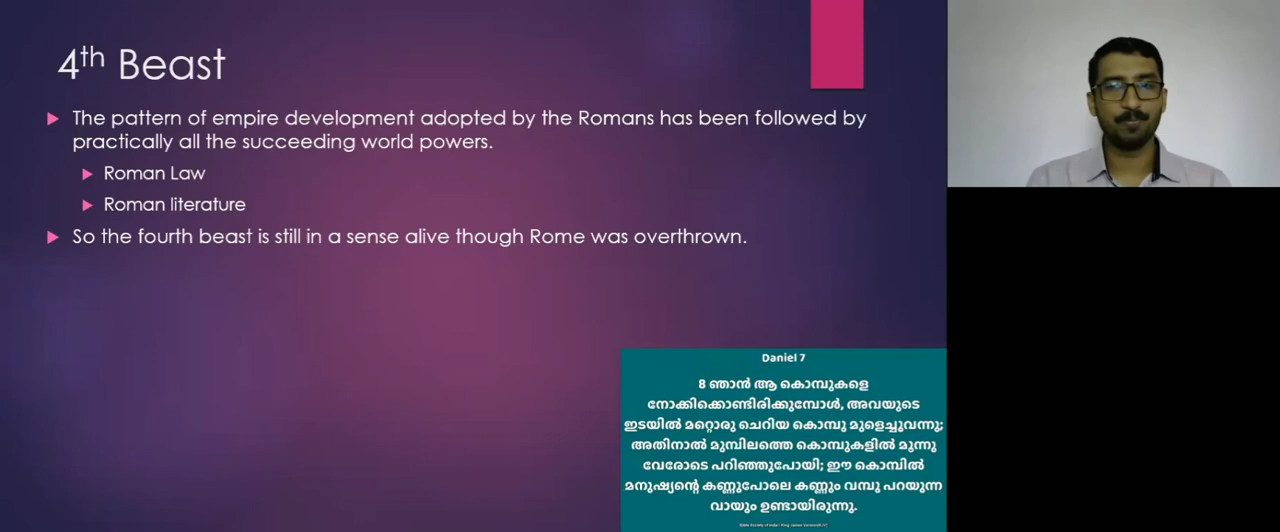 4th Beast
The pattern of empire development adopted by the Romans has been followed by
practically all the succeeding world powers.
Roman Law
Roman literature
So the fourth beast is still in a sense alive though Rome was overthrown.
Daniel 7
8 ഞാൻ ആ കൊമ്പുകളെ
നോക്കിക്കൊണ്ടിരിക്കുമ്പോൾ, അവയുടെ
ഇടയിൽ മറ്റൊരു ചെറിയ കൊമ്പു മുളെച്ചുവന്നു;
അതിനാൽ മുമ്പിലത്തെ കൊമ്പുകളിൽ മൂന്നു
വേരോടെ പറിഞ്ഞുപോയി; ഈ കൊമ്പിൽ
മനുഷ്യന്റെ കണ്ണുപോലെ കണ്ണും വമ്പു പറയുന്ന
വായും ഉണ്ടായിരുന്നു.